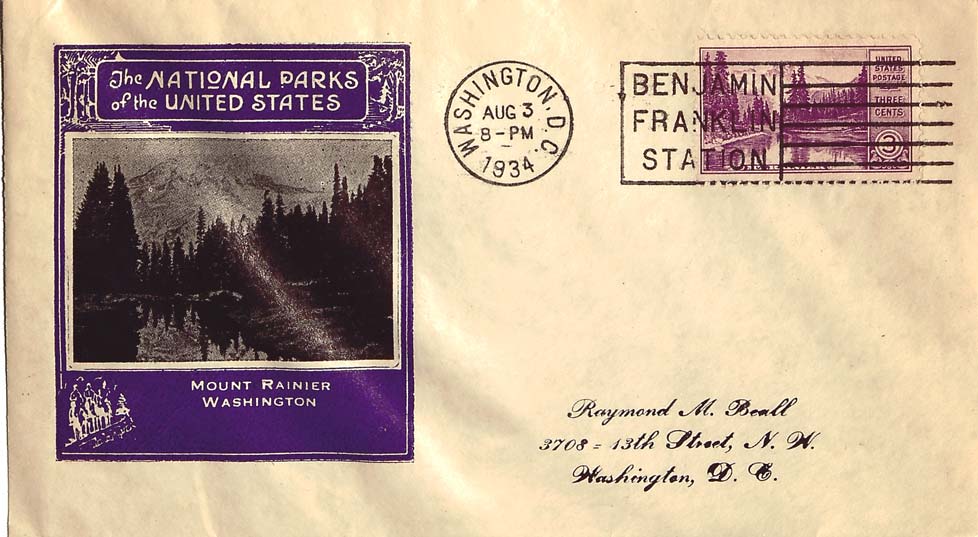 The NATIONAL PARKS
of the UNITED STATES
MOUNT RAINIER
WASHINGTON
WASHINGTON, D.C.
AUG 3
8-PM
1934
BENJAMIN
FRANKLIN
STATION
UNITED
STATES
POSTAGE
THREE
CENTS
3
Raymond M. Beall
3708 = 13th Street, N. W.
Washington, D. C.